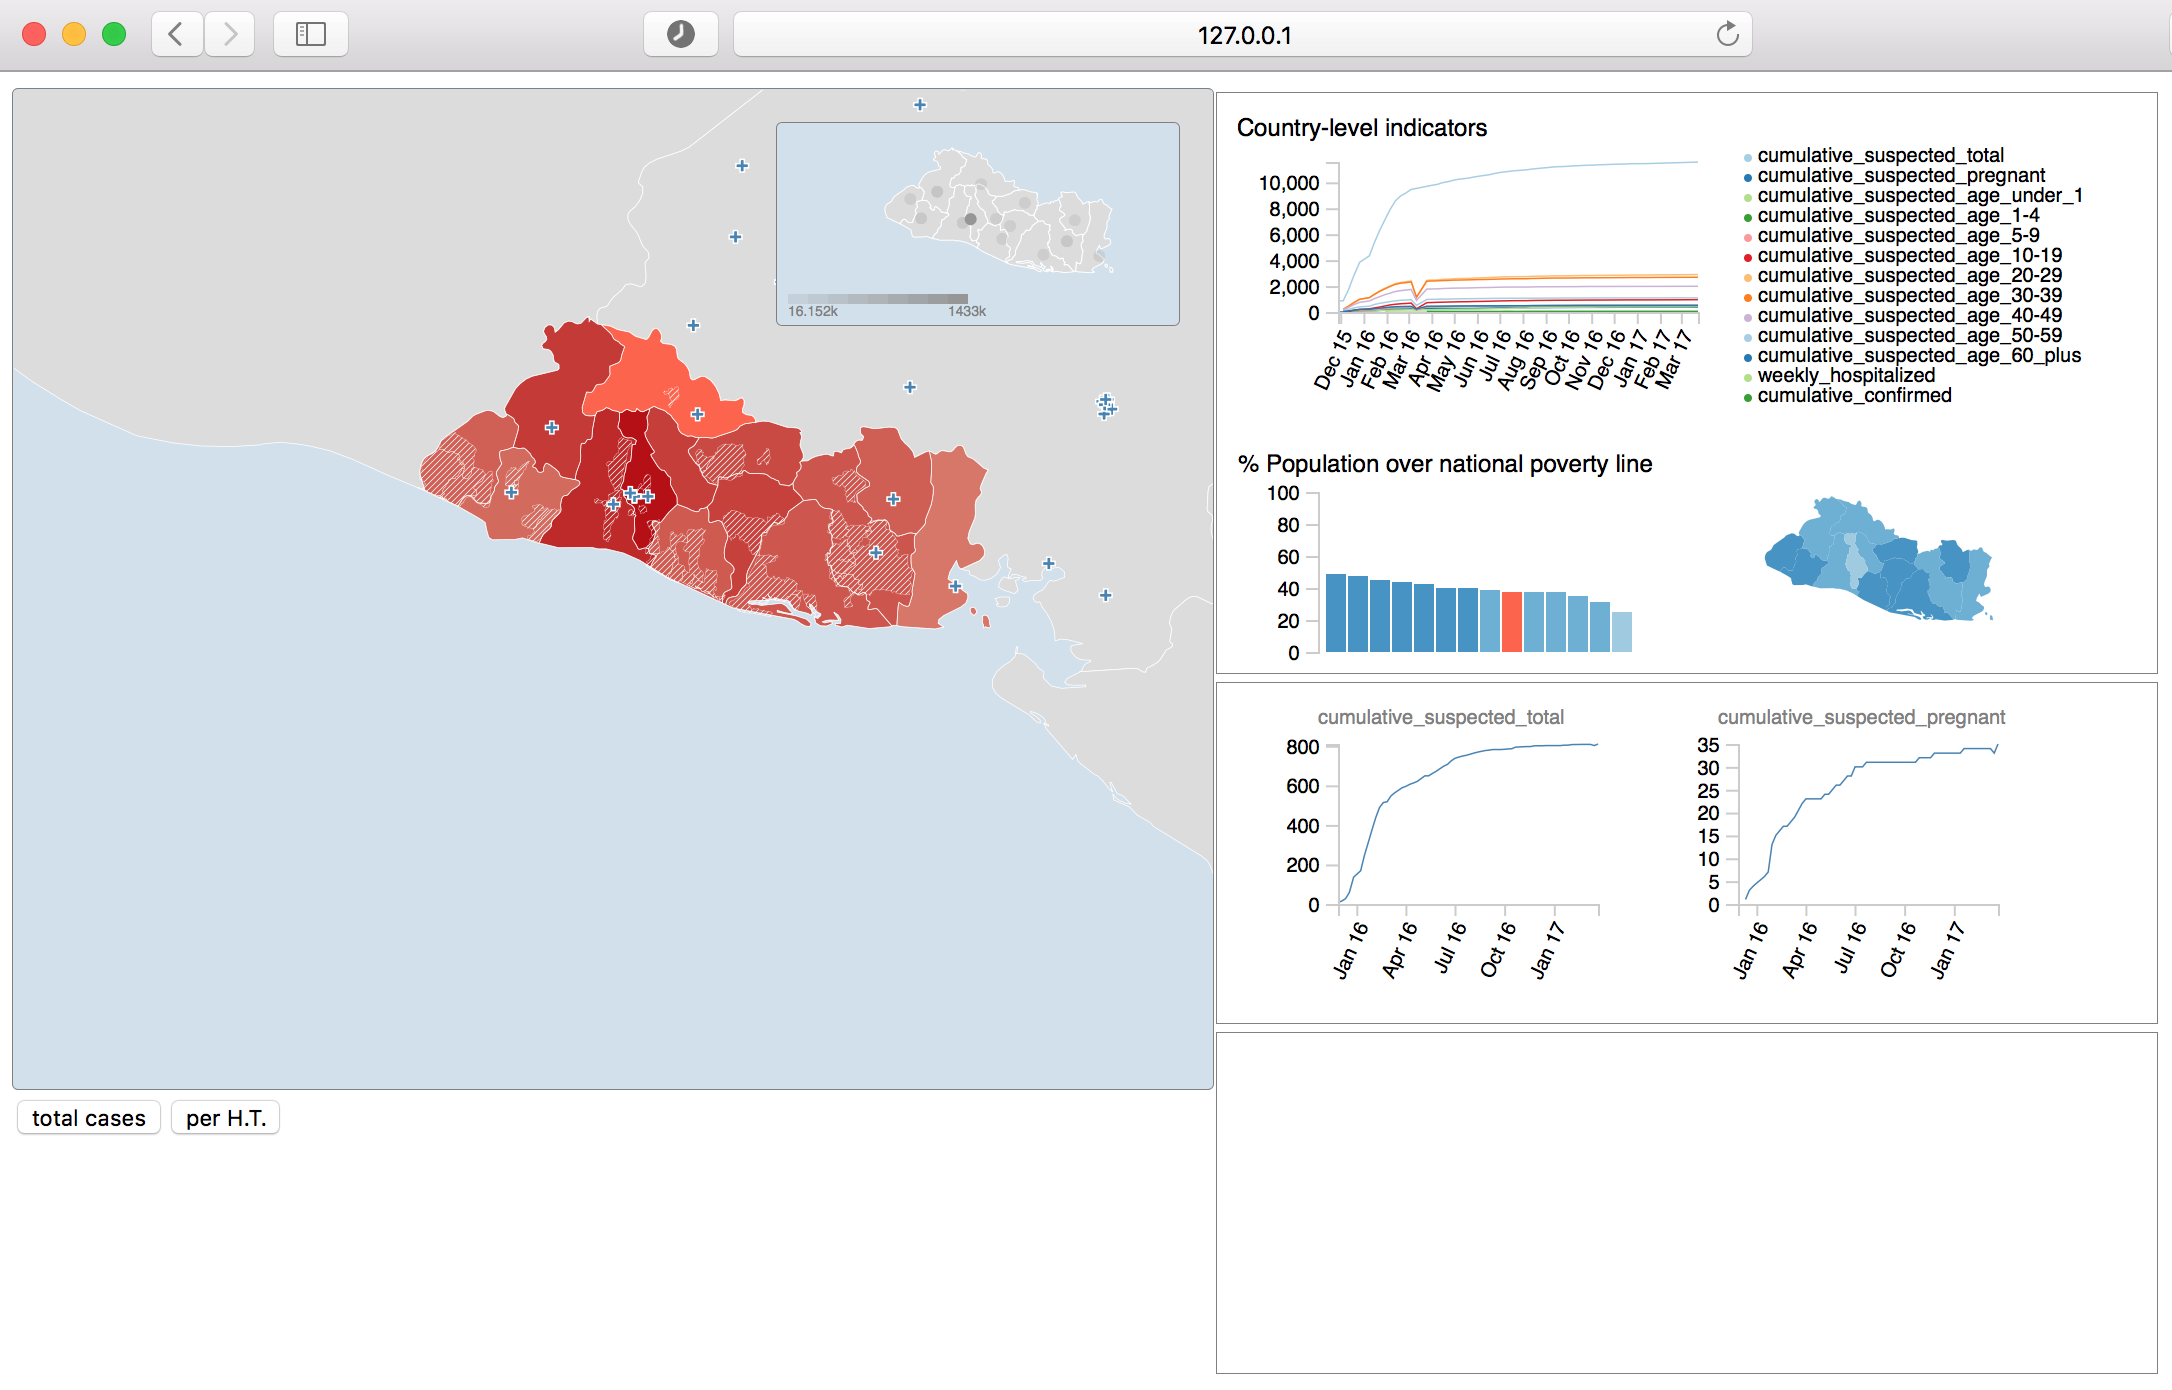 127.0.0.1
16.152k
1433k
total cases
per H.T.
Country-level indicators
10,000
8,000
6,000
4,000
2,000
0
Dec 15
Jan 16
Feb 16
Mar 16
Apr 16
May 16
Jun 16
Jul 16
Aug 16
Sep 16
Oct 16
Nov 16
Dec 16
Jan 17
Feb 17
Mar 17
cumulative_suspected_total
cumulative_suspected_pregnant
cumulative_suspected_age_under_1
cumulative_suspected_age_1-4
cumulative_suspected_age_5-9
cumulative_suspected_age_10-19
cumulative_suspected_age_20-29
cumulative_suspected_age_30-39
cumulative_suspected_age_40-49
cumulative_suspected_age_50-59
cumulative_suspected_age_60_plus
weekly_hospitalized
cumulative_confirmed
% Population over national poverty line
100
80
60
40
20
0
cumulative_suspected_total
800
600
400
200
0
Jan 16
Apr 16
Jul 16
Oct 16
Jan 17
cumulative_suspected_pregnant
35
30
25
20
15
10
5
0
Jan 16
Apr 16
Jul 16
Oct 16
Jan 17